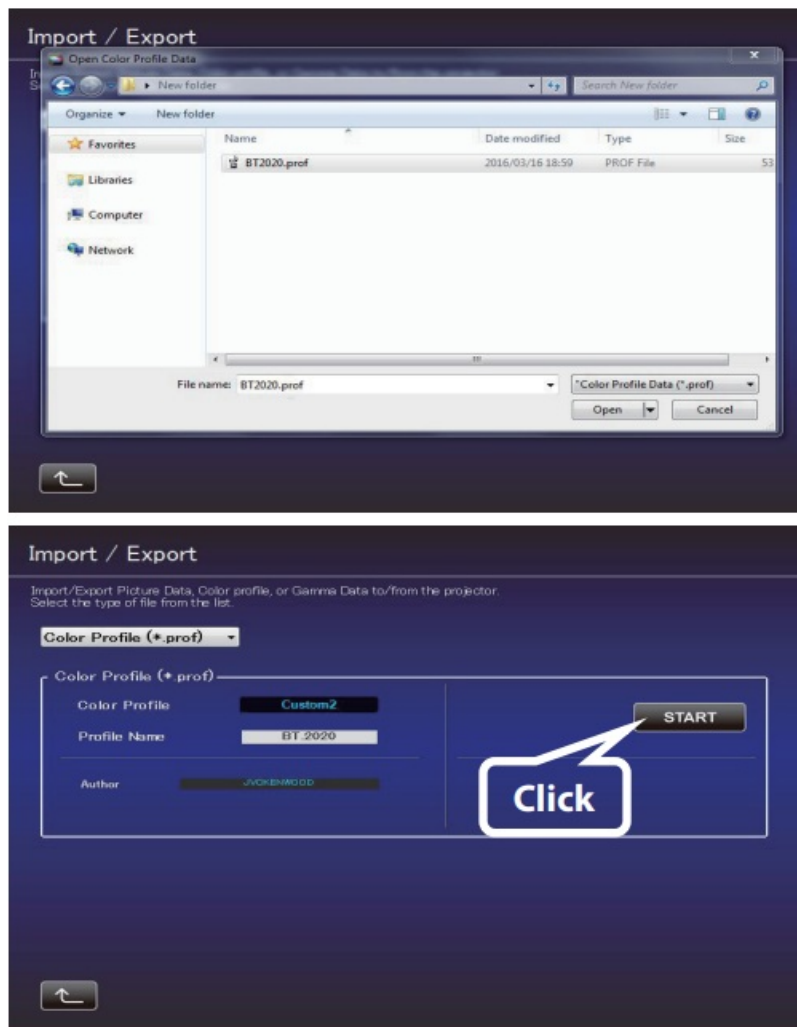 Import / Export
Open Color Profile Data
New folder
Search New folder
Organize
New folder
Name Date modified Type Size
Favorites
BT2020.prof 2016/03/16 18:59 PROF File 53
Libraries
Computer
Network
File name: BT2020.prof
"Color Profile Data (*.prof)
Open Cancel
Import / Export
Import/Export Picture Data, Color profile, or Gamma Data to/from the projector.
Select the type of file from the list.
Color Profile (*.prof)
Color Profile (*.prof)
Color Profile Custom2
START
Profile Name BT.2020
Click
Author JVCKENWOOD